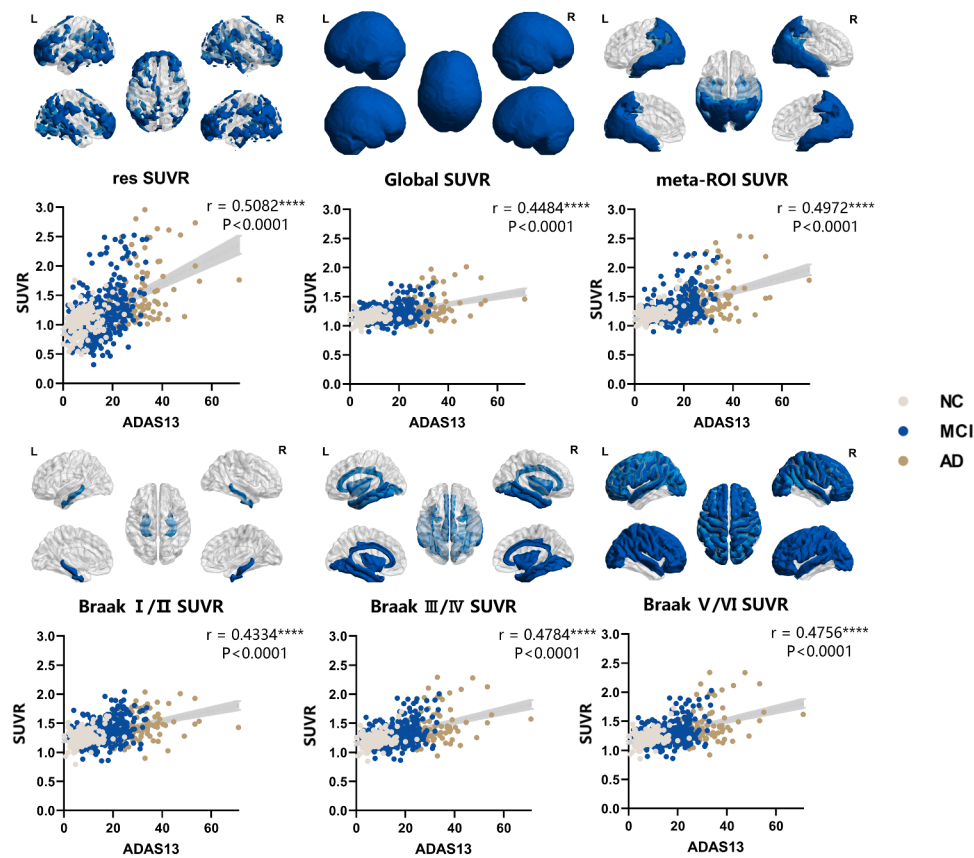 L R
L R
L R
res SUVR
Global SUVR
meta-ROI SUVR
r = 0.5082****
P<0.0001
3.0
2.5
2.0
1.5
1.0
0.5
0.0
SUVR
0 20 40 60
ADAS13
r = 0.4484****
P<0.0001
3.0
2.5
2.0
1.5
1.0
0.5
0.0
SUVR
0 20 40 60
ADAS13
r = 0.4972****
P<0.0001
3.0
2.5
2.0
1.5
1.0
0.5
0.0
SUVR
0 20 40 60
ADAS13
NC
MCI
AD
L R
L R
L R
Braak Ⅰ/Ⅱ SUVR
Braak Ⅲ/Ⅳ SUVR
Braak Ⅴ/Ⅵ SUVR
r = 0.4334****
P<0.0001
3.0
2.5
2.0
1.5
1.0
0.5
0.0
SUVR
0 20 40 60
ADAS13
r = 0.4784****
P<0.0001
3.0
2.5
2.0
1.5
1.0
0.5
0.0
SUVR
0 20 40 60
ADAS13
r = 0.4756****
P<0.0001
3.0
2.5
2.0
1.5
1.0
0.5
0.0
SUVR
0 20 40 60
ADAS13